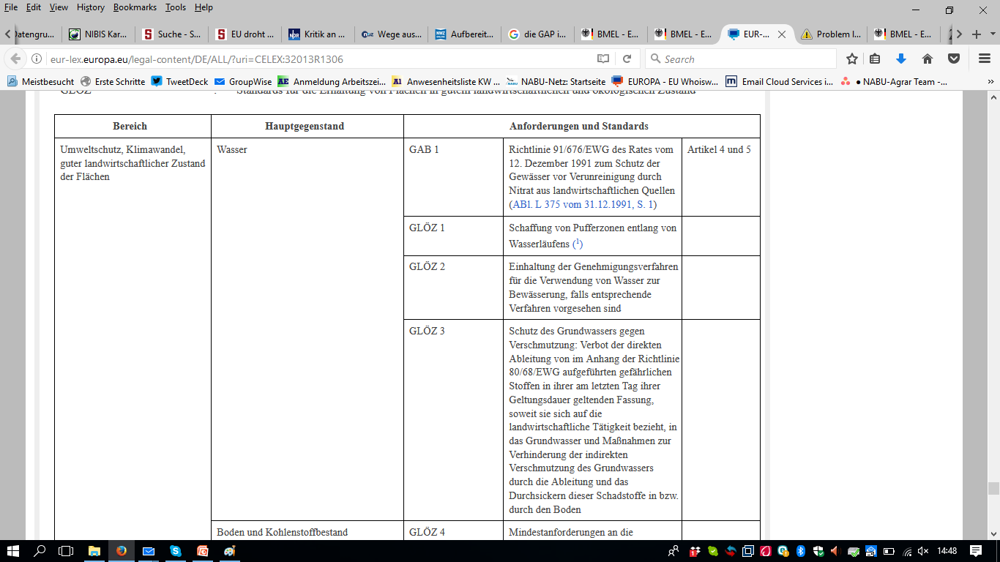 File Edit View History Bookmarks Tools Help
Datengru...
NIBIS Kar...
Suche - S...
EU droht ...
Kritik an ...
Wege aus...
Aufbereit...
die GAP i...
BMEL - E...
BMEL - E...
EUR-...
Problem l...
BMEL - E...
eur-lex.europa.eu/legal-content/DE/ALL/?uri=CELEX:32013R1306
Search
Meistbesucht
Erste Schritte
TweetDeck
GroupWise
Anmeldung Arbeitszei...
Anwesenheitsliste KW ...
NABU-Netz: Startseite
EUROPA - EU Whoiswh...
Email Cloud Services i...
● NABU-Agrar Team -...
GLÖZ : Standards für die Erhaltung von Flächen in gutem landwirtschaftlichen und ökologischen Zustand
Bereich Hauptgegenstand Anforderungen und Standards
Umweltschutz, Klimawandel,
guter landwirtschaftlicher Zustand
der Flächen
Wasser
GAB 1
Richtlinie 91/676/EWG des Rates vom
12. Dezember 1991 zum Schutz der
Gewässer vor Verunreinigung durch
Nitrat aus landwirtschaftlichen Quellen
(ABl. L 375 vom 31.12.1991, S. 1)
Artikel 4 und 5
GLÖZ 1
Schaffung von Pufferzonen entlang von
Wasserläufens (1)
GLÖZ 2
Einhaltung der Genehmigungsverfahren
für die Verwendung von Wasser zur
Bewässerung, falls entsprechende
Verfahren vorgesehen sind
GLÖZ 3
Schutz des Grundwassers gegen
Verschmutzung: Verbot der direkten
Ableitung von im Anhang der Richtlinie
80/68/EWG aufgeführten gefährlichen
Stoffen in ihrer am letzten Tag ihrer
Geltungsdauer geltenden Fassung,
soweit sie sich auf die
landwirtschaftliche Tätigkeit bezieht, in
das Grundwasser und Maßnahmen zur
Verhinderung der indirekten
Verschmutzung des Grundwassers
durch die Ableitung und das
Durchsickern dieser Schadstoffe in bzw.
durch den Boden
Boden und Kohlenstoffbestand
GLÖZ 4
Mindestanforderungen an die
14:48